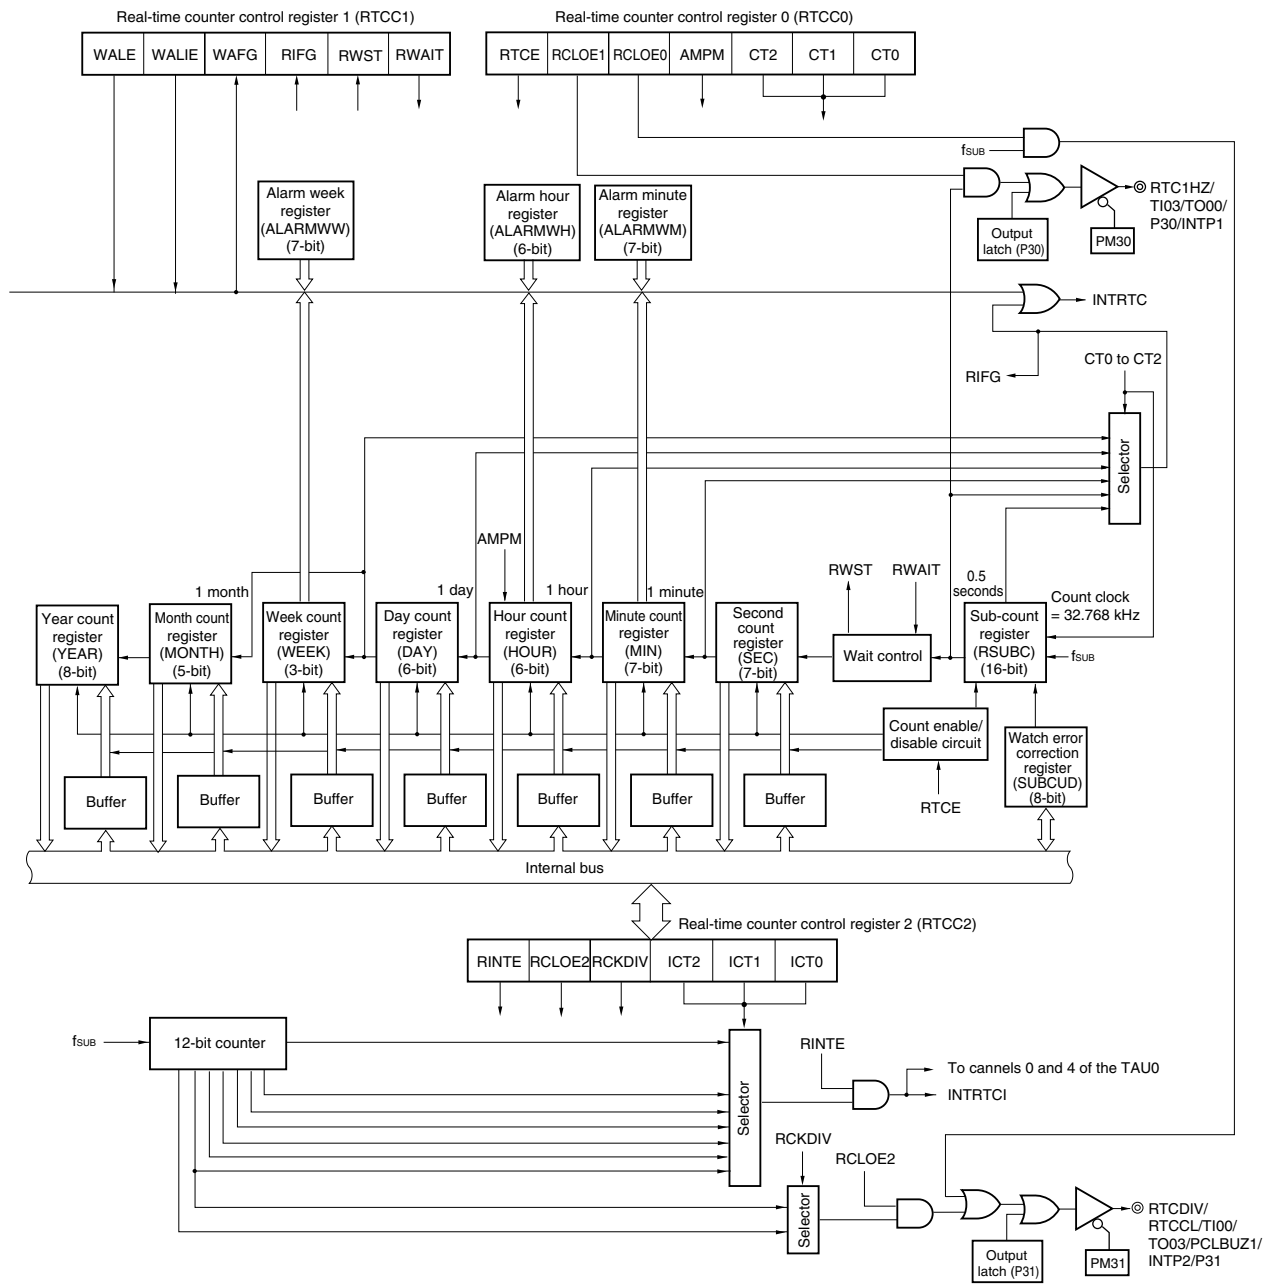 Real-time counter control register 1 (RTCC1)
Real-time counter control register 0 (RTCC0)
WALE WALIE WAFG RIFG RWST RWAIT
RTCE RCLOE1 RCLOE0 AMPM CT2 CT1 CT0
fSUB
Alarm week
register
(ALARMWW)
(7-bit)
Alarm hour
register
(ALARMWH)
(6-bit)
Alarm minute
register
(ALARMWM)
(7-bit)
Output
latch (P30)
PM30
RTC1HZ/
TI03/TO00/
P30/INTP1
INTRTC
RIFG
CT0 to CT2
Selector
AMPM
RWST
RWAIT
0.5
seconds
Count clock
= 32.768 kHz
1 month
1 day
1 hour
1 minute
Year count
register
(YEAR)
(8-bit)
Month count
register
(MONTH)
(5-bit)
Week count
register
(WEEK)
(3-bit)
Day count
register
(DAY)
(6-bit)
Hour count
register
(HOUR)
(6-bit)
Minute count
register
(MIN)
(7-bit)
Second
count
register
(SEC)
(7-bit)
Wait control
Sub-count
register
(RSUBC)
(16-bit)
fSUB
Count enable/
disable circuit
RTCE
Watch error
correction
register
(SUBCUD)
(8-bit)
Buffer
Buffer
Buffer
Buffer
Buffer
Buffer
Buffer
Internal bus
Real-time counter control register 2 (RTCC2)
RINTE RCLOE2 RCKDIV ICT2 ICT1 ICT0
fSUB
12-bit counter
Selector
RINTE
To cannels 0 and 4 of the TAU0
INTRTCI
RCKDIV
RCLOE2
Selector
Output
latch (P31)
PM31
RTCDIV/
RTCCL/TI00/
TO03/PCLBUZ1/
INTP2/P31